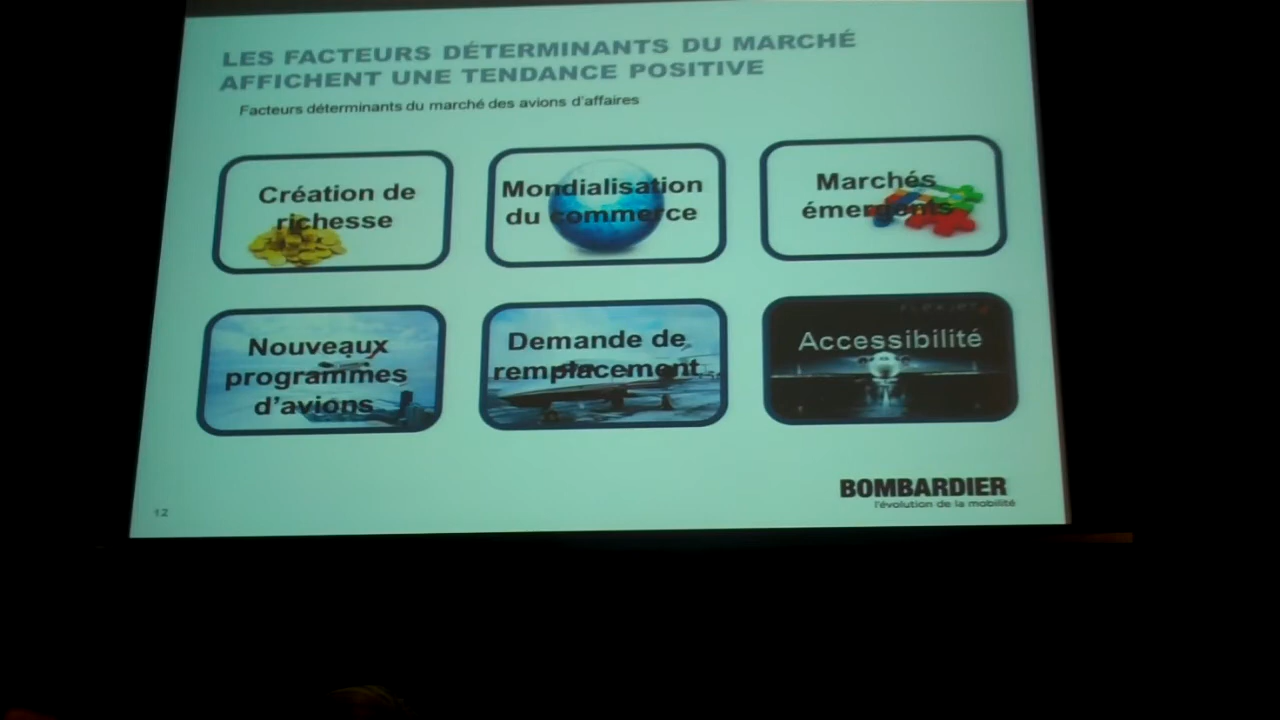 LES FACTEURS DÉTERMINANTS DU MARCHÉ
AFFICHENT UNE TENDANCE POSITIVE
Facteurs déterminants du marché des avions d'affaires
Création de
richesse
Mondialisation
du commerce
Marchés
émergents
Nouveaux
programmes
d'avions
Demande de
remplacement
FLEXJET
Accessibilité
BOMBARDIER
l'évolution de la mobilité
12